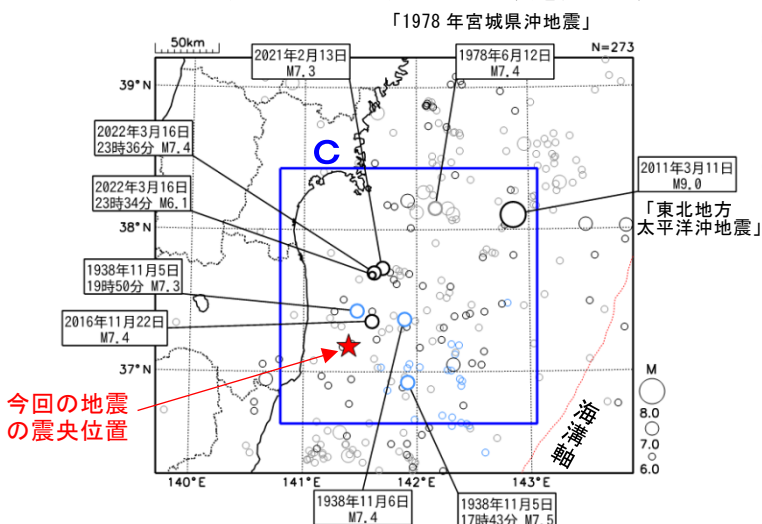 「1978 年宮城県沖地震」
50km
N=273
2021年2月13日
M7.3
1978年6月12日
M7.4
39°N
2022年3月16日
23時36分 M7.4
C
2022年3月16日
23時34分 M6.1
2011年3月11日
M9.0
「東北地方
太平洋沖地震」
38°N
1938年11月5日
19時50分 M7.3
2016年11月22日
M7.4
37°N
今回の地震
の震央位置
M
8.0
7.0
6.0
海溝軸
140°E
141°E
142°E
143°E
1938年11月6日
M7.4
1938年11月5日
17時43分 M7.5